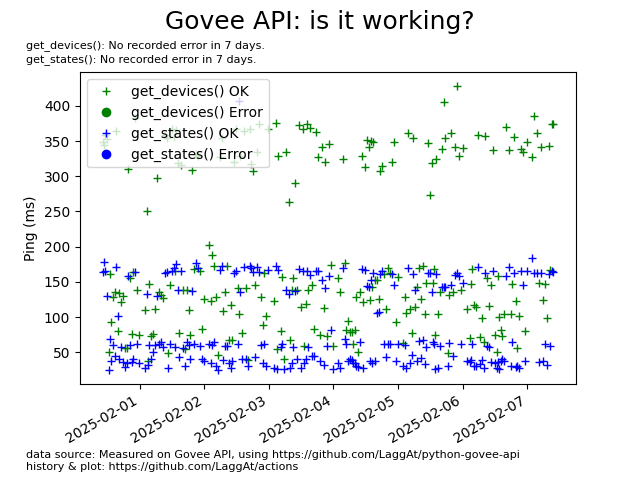 Govee API: is it working?
get_devices(): No recorded error in 7 days.
get_states(): No recorded error in 7 days.
get_devices() OK
get_devices() Error
get_states() OK
get_states() Error
Ping (ms)
400
350
300
250
200
150
100
50
2025-02-01
2025-02-02
2025-02-03
2025-02-04
2025-02-05
2025-02-06
2025-02-07
data source: Measured on Govee API, using https://github.com/LaggAt/python-govee-api
history & plot: https://github.com/LaggAt/actions